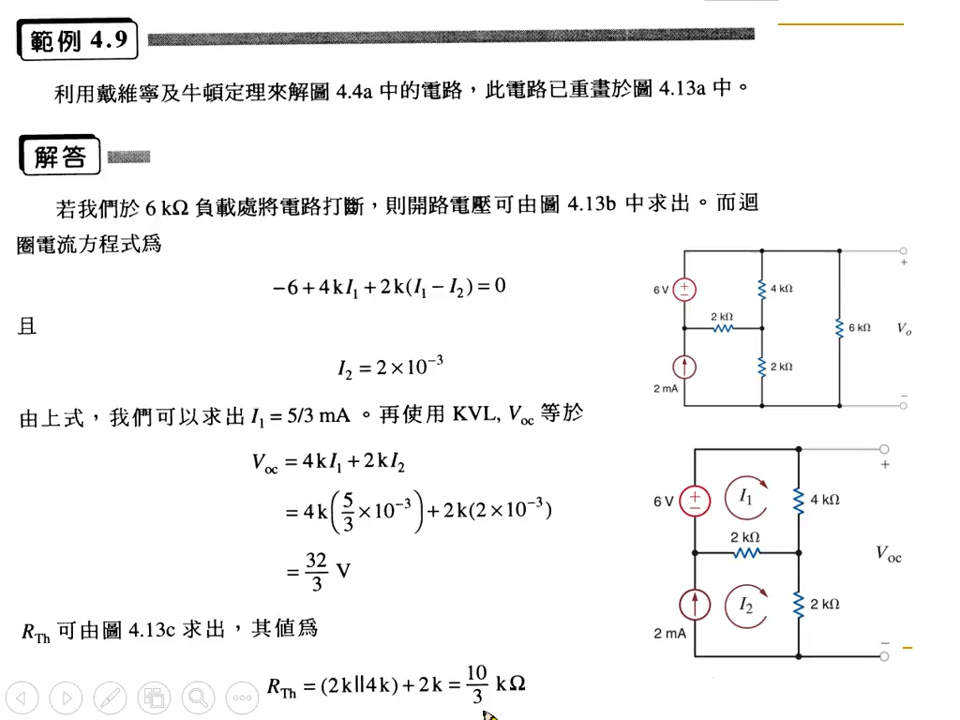 範例 4.9
利用戴維寧及牛頓定理來解圖 4.4a 中的電路，此電路已重畫於圖 4.13a 中。
解答
若我們於 6 kΩ 負載處將電路打斷，則開路電壓可由圖 4.13b 中求出。而迴
圈電流方程式爲
−6 + 4kI₁ + 2k(I₁ − I₂) = 0
且
I₂ = 2 × 10⁻³
由上式，我們可以求出 I₁ = 5/3 mA 。再使用 KVL, Voc 等於
Voc = 4kI₁ + 2kI₂
= 4k(5/3 × 10⁻³) + 2k(2 × 10⁻³)
= 32/3 V
RTh 可由圖 4.13c 求出，其值爲
RTh = (2kll4k) + 2k = 10/3 kΩ
+
6 V
+
−
4 kΩ
2 kΩ
6 kΩ
Vo
2 kΩ
2 mA
−
+
6 V
+
−
I₁
4 kΩ
2 kΩ
Voc
I₂
2 kΩ
2 mA
−